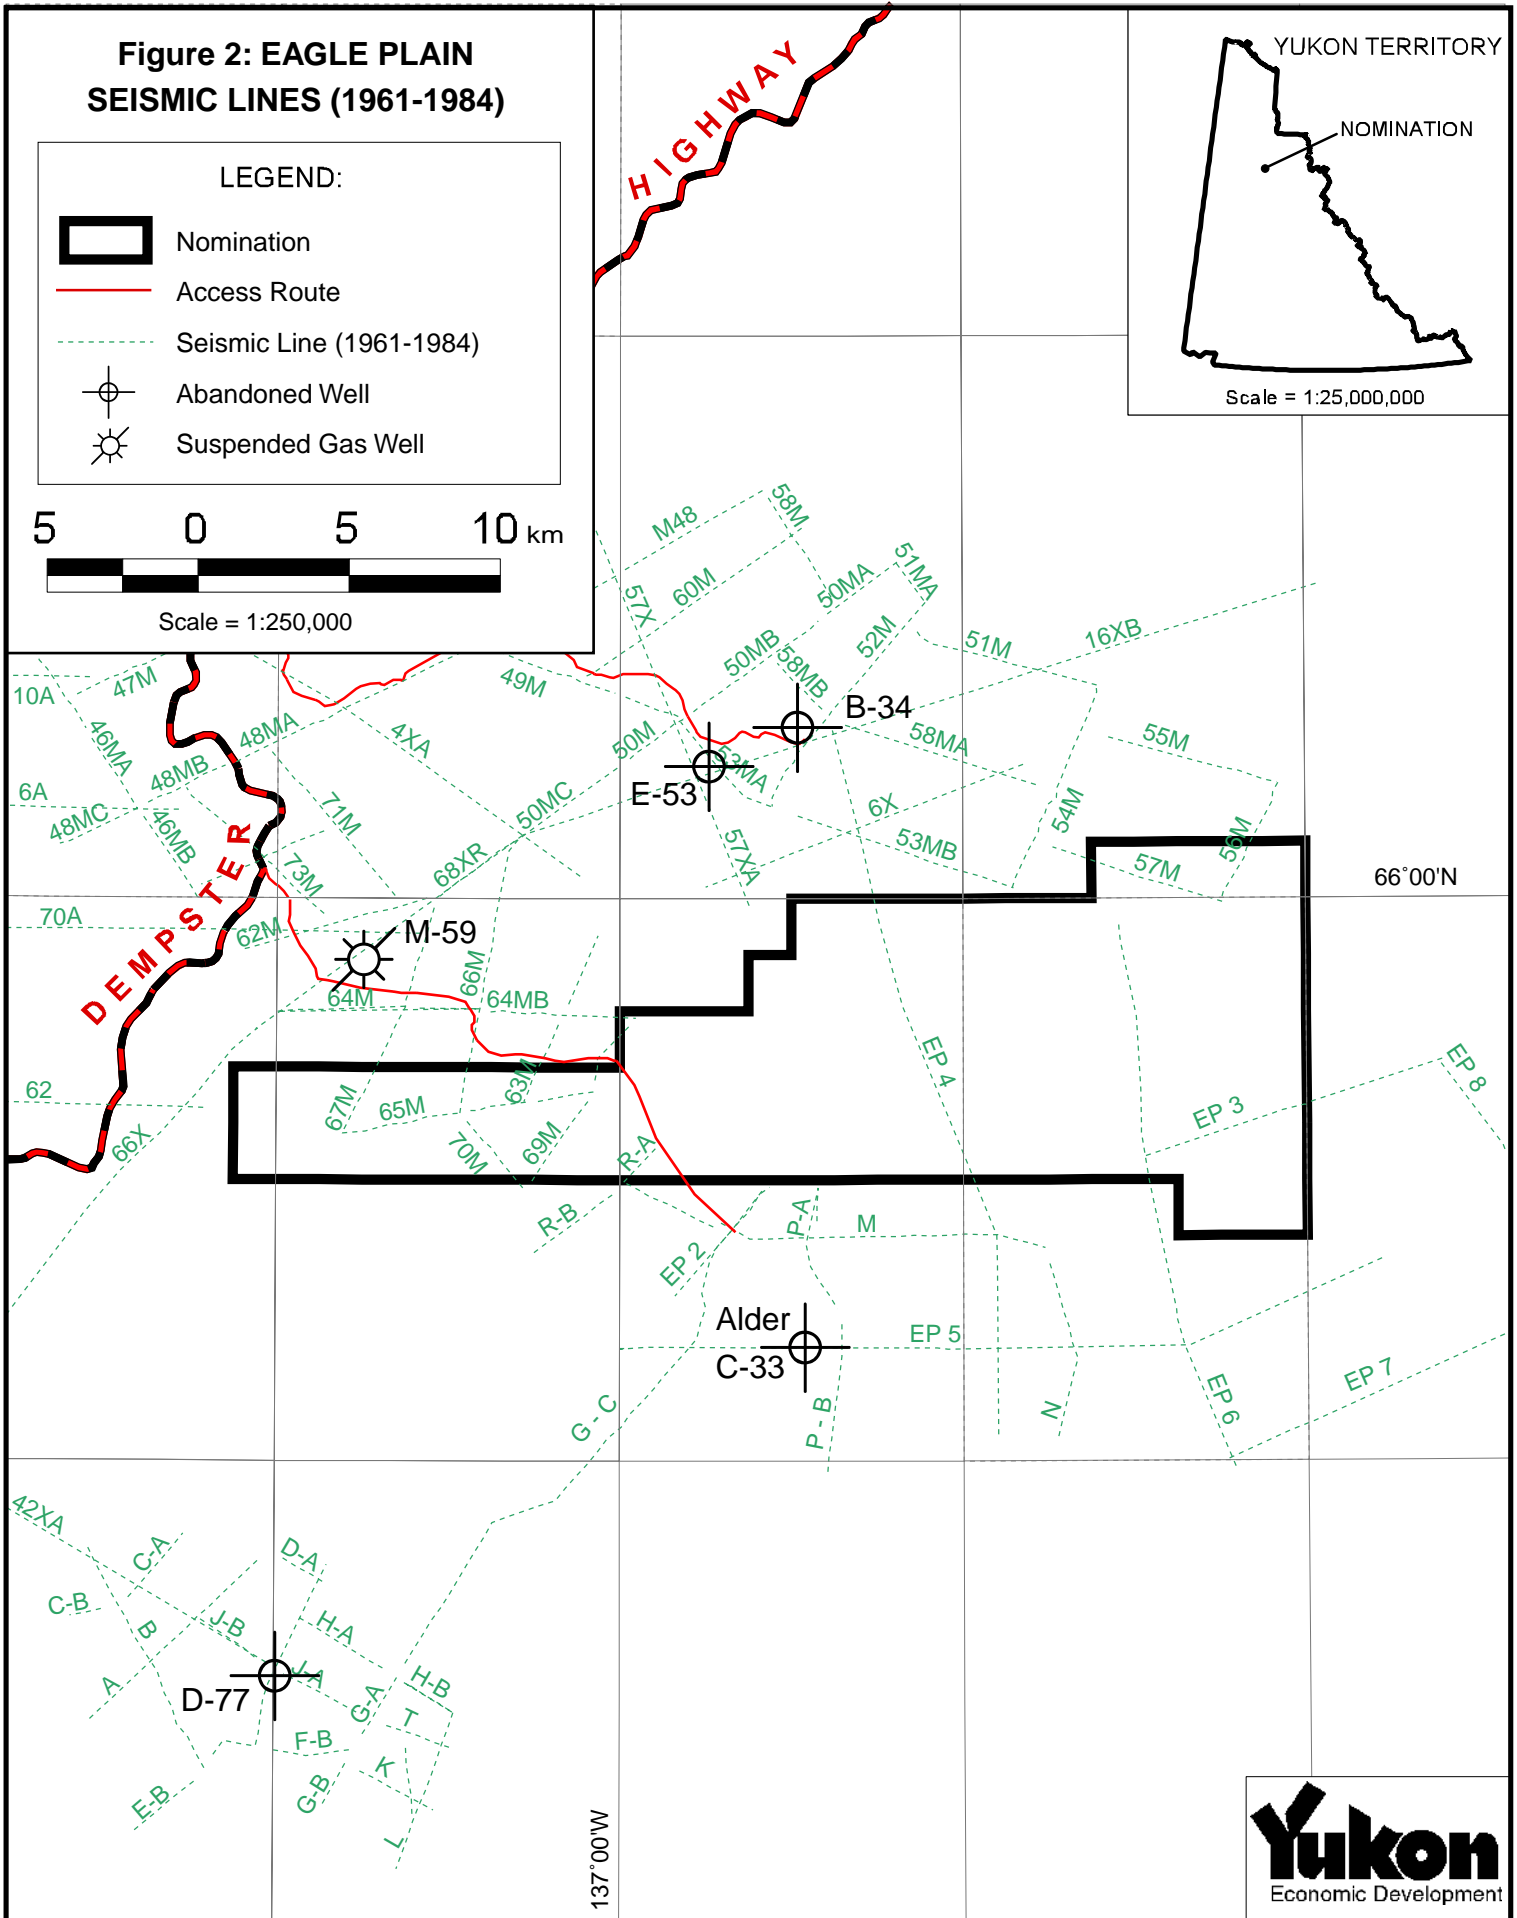 Figure 2: EAGLE PLAIN
SEISMIC LINES (1961-1984)
LEGEND:
Nomination
Access Route
Seismic Line (1961-1984)
Abandoned Well
Suspended Gas Well
5 0 5 10 km
Scale = 1:250,000
HIGHWAY
YUKON TERRITORY
NOMINATION
Scale = 1:25,000,000
M48
58M
57X
60M
50MA
51MA
52M
51M
16XB
50MB
58MB
49M
47M
10A
46MA
48MA
48MB
4XA
50M
B-34
58MA
55M
53MA
E-53
6A
48MC
46MB
71M
50MC
6X
54M
56M
53MB
57XA
57M
68XR
73M
66°00'N
70A
62M
M-59
66M
64M
64MB
DEMPSTER
EP 4
EP 8
EP 3
62
66X
67M
65M
63M
70M
69M
R-A
R-B
P-A
M
EP 2
Alder
C-33
EP 5
EP 7
EP 6
N
P - B
G - C
42XA
C-A
D-A
C-B
B
J-B
H-A
A
J-A
D-77
G-A
H-B
T
F-B
K
G-B
E-B
L
137°00'W
Yukon
Economic Development